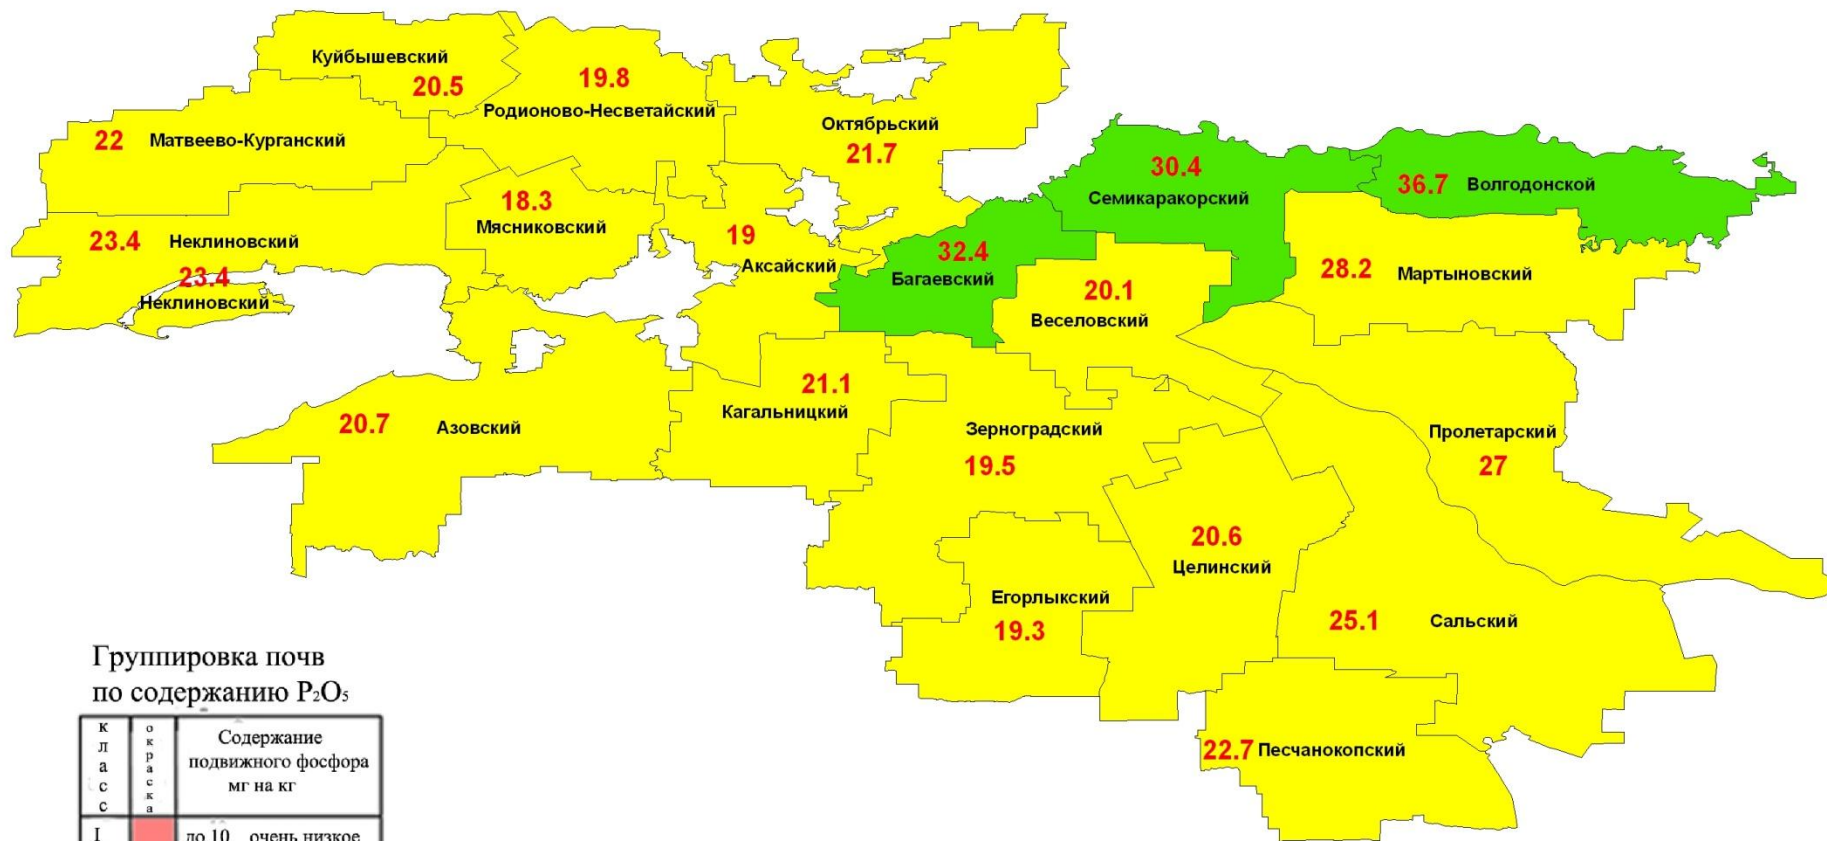 Куйбышевский
20.5
19.8
Родионово-Несветайский
Октябрьский
21.7
22 Матвеево-Курганский
30.4
Семикаракорский
36.7 Волгодонской
18.3
Мясниковский
23.4 Неклиновский
23.4
Неклиновский
19
Аксайский
32.4
Багаевский
20.1
Веселовский
28.2 Мартыновский
20.7 Азовский
21.1
Кагальницкий
Зерноградский
19.5
Пролетарский
27
20.6
Целинский
Егорлыкский
19.3
25.1 Сальский
22.7 Песчанокопский
Группировка почв
по содержанию P₂O₅
класс
окраска
Содержание
подвижного фосфора
мг на кг
I
до 10 очень низкое